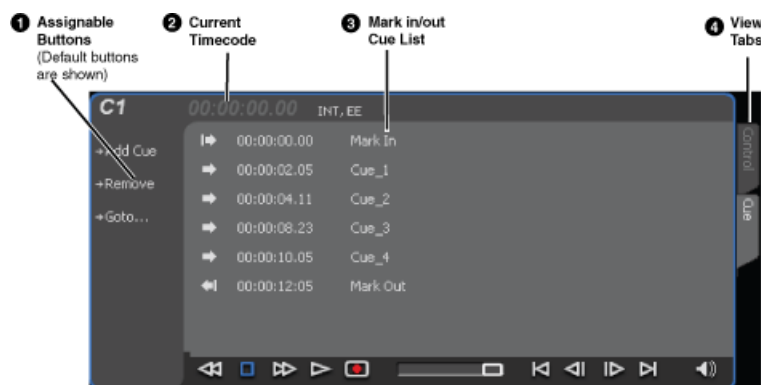 1 Assignable Buttons (Default buttons are shown)
2 Current Timecode
3 Mark in/out Cue List
4 View Tabs
C1
00:00:00.00 INT, EE
Add Cue
Remove
Goto...
00:00:00.00 Mark In
00:00:02.05 Cue_1
00:00:04.11 Cue_2
00:00:08.23 Cue_3
00:00:10.05 Cue_4
00:00:12:05 Mark Out
Control
Cue